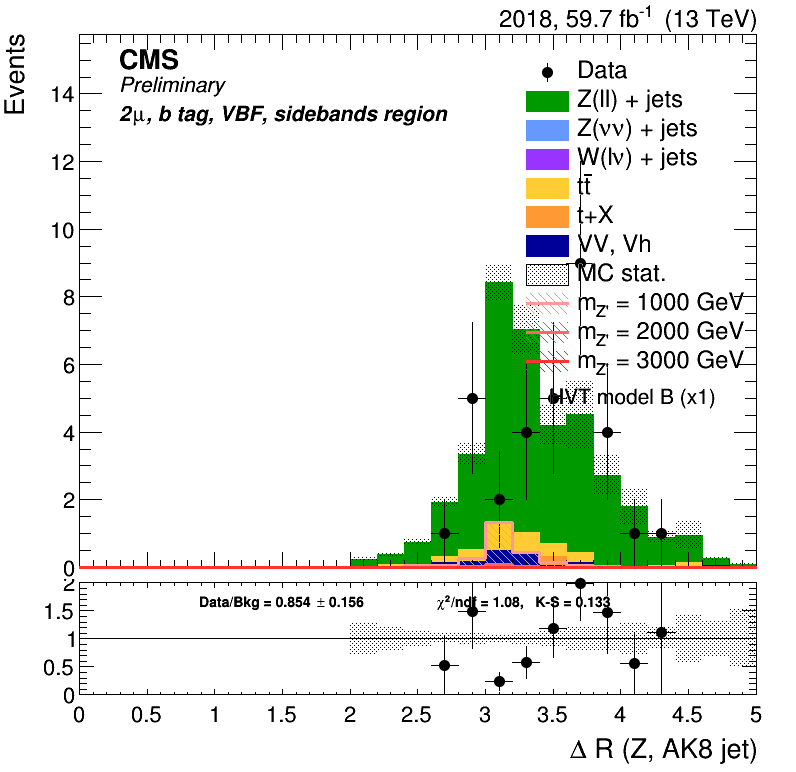 2018, 59.7 fb⁻¹ (13 TeV)
Events
CMS
Preliminary
2μ, b tag, VBF, sidebands region
Data
Z(ll) + jets
Z(νν) + jets
W(lν) + jets
tt̄
t+X
VV, Vh
MC stat.
m_Z' = 1000 GeV
m_Z' = 2000 GeV
m_Z' = 3000 GeV
HVT model B (x1)
14
12
10
8
6
4
2
0
Data/Bkg = 0.854 ± 0.156 χ²/ndf = 1.08, K-S = 0.133
2
1.5
1
0.5
0
0 0.5 1 1.5 2 2.5 3 3.5 4 4.5 5
Δ R (Z, AK8 jet)